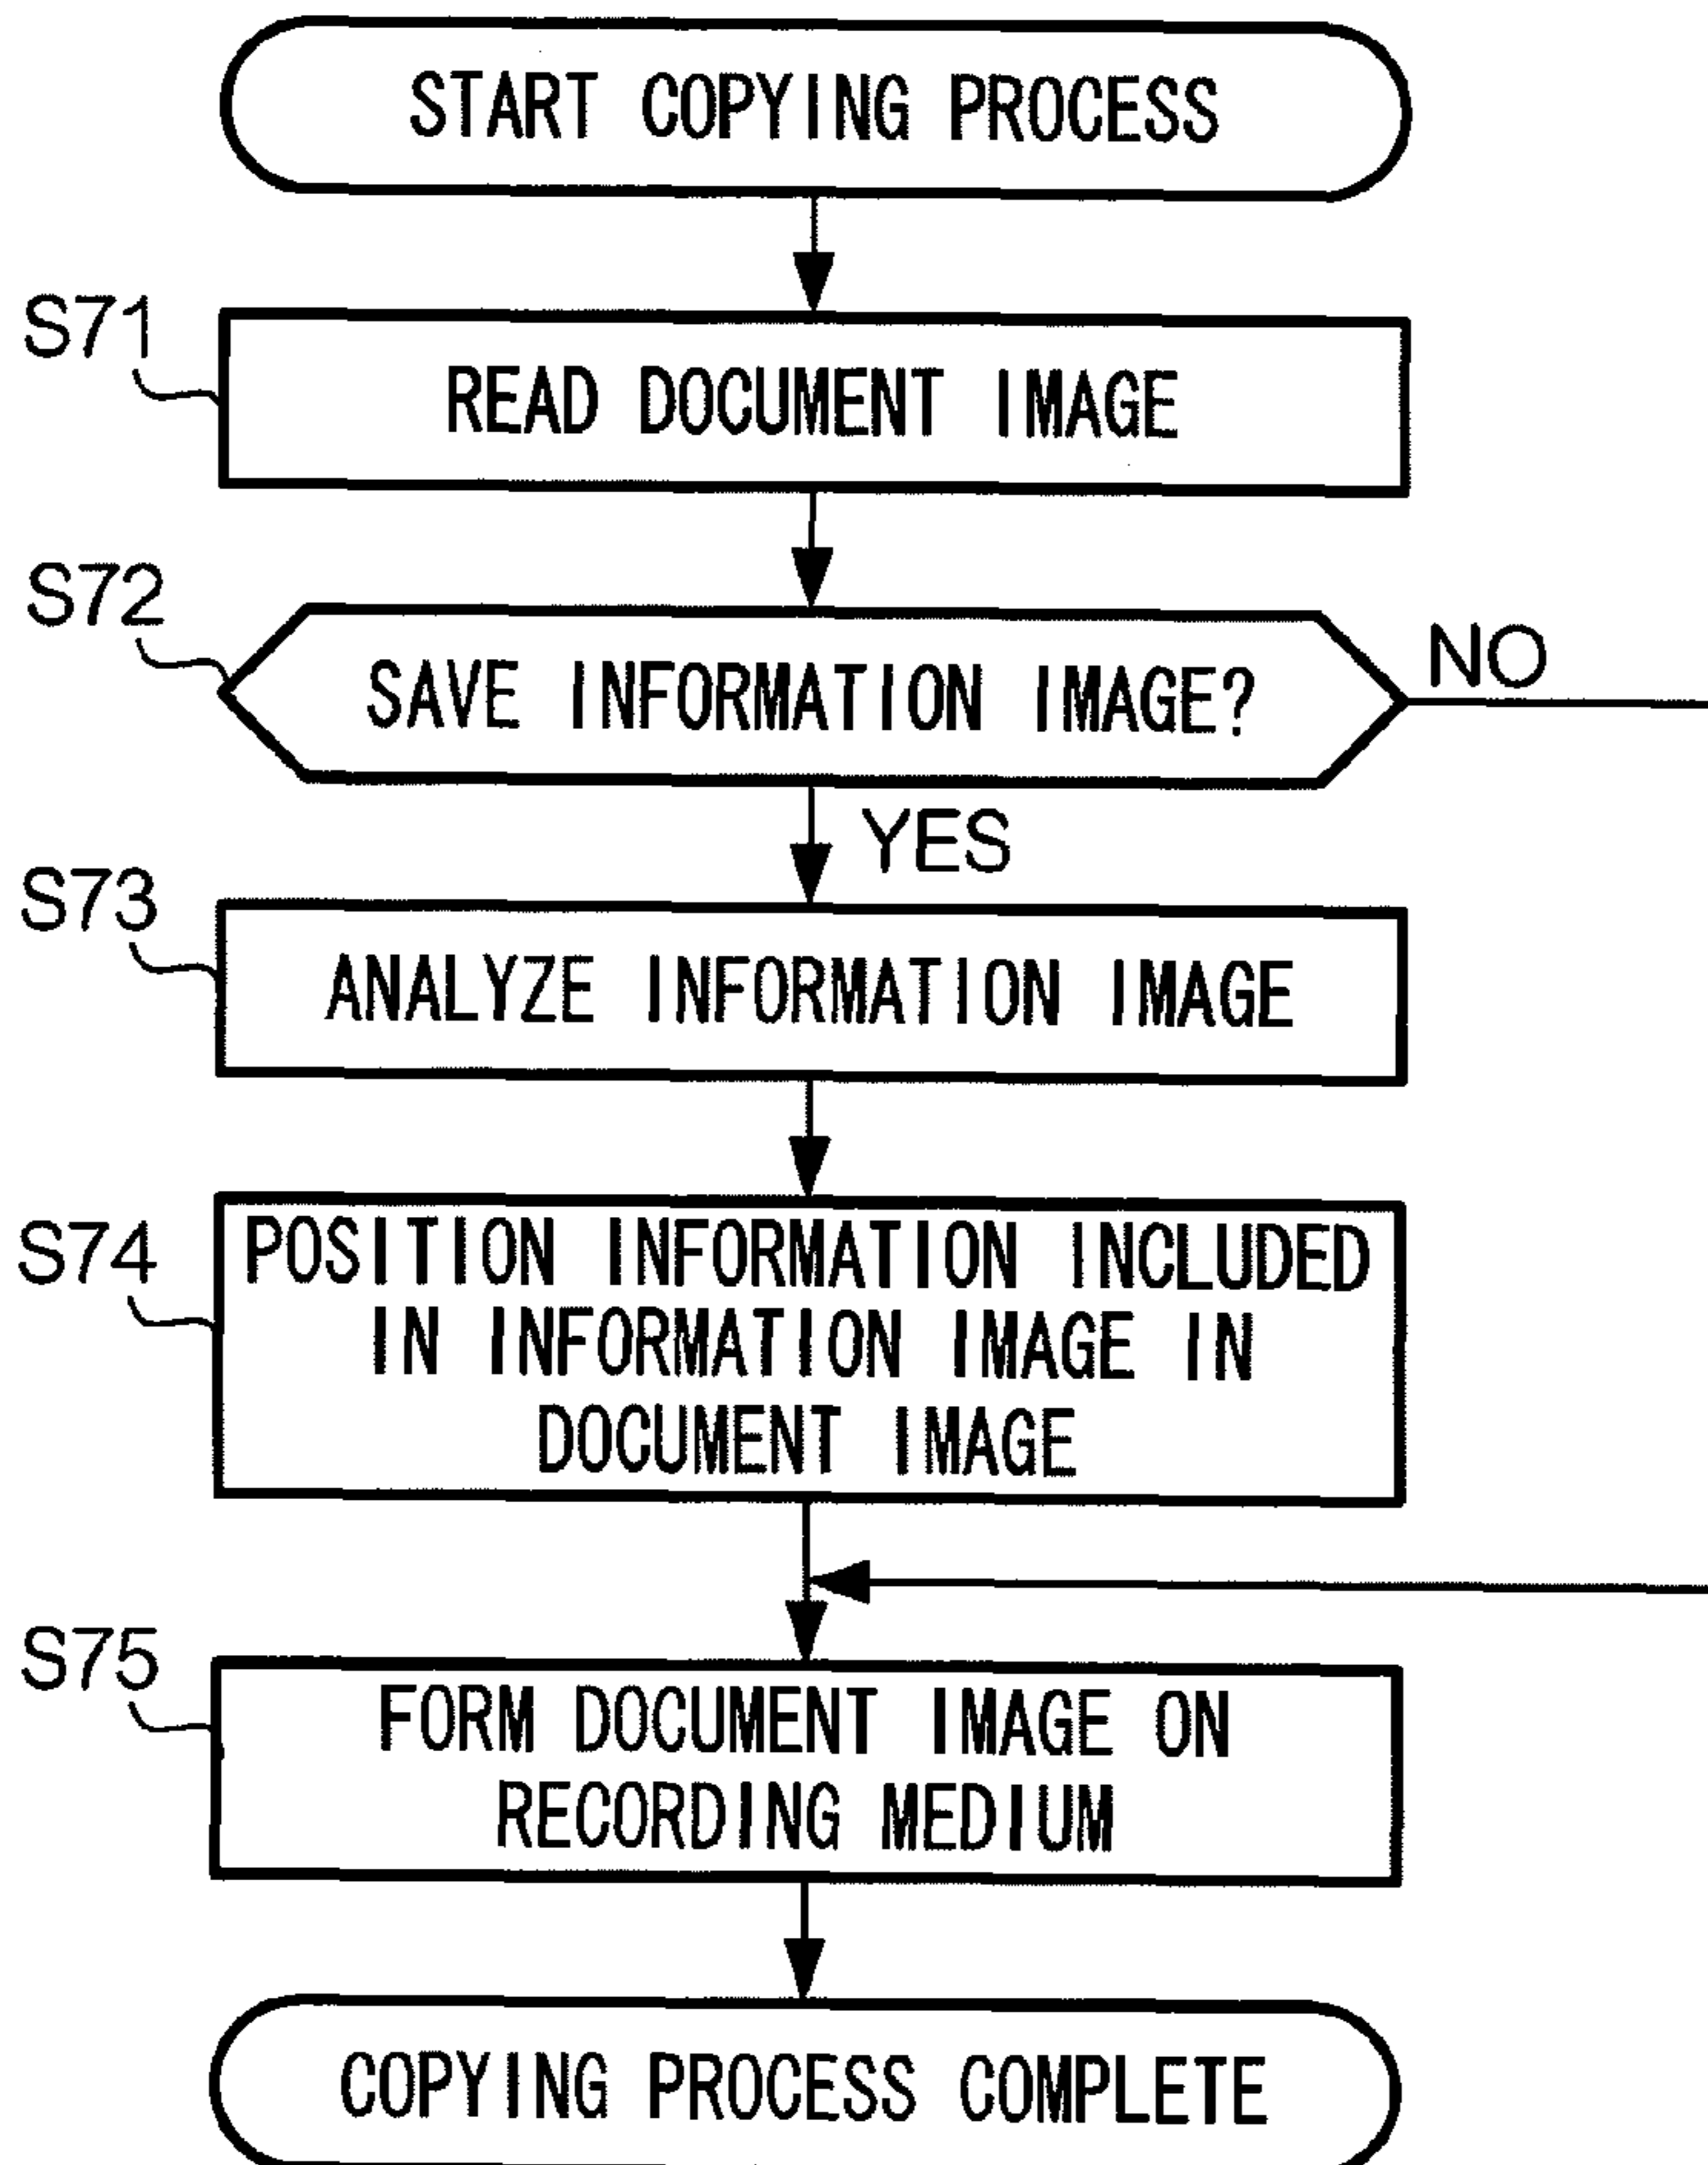 START COPYING PROCESS
S71
READ DOCUMENT IMAGE
S72
SAVE INFORMATION IMAGE?
NO
YES
S73
ANALYZE INFORMATION IMAGE
S74
POSITION INFORMATION INCLUDED
IN INFORMATION IMAGE IN
DOCUMENT IMAGE
S75
FORM DOCUMENT IMAGE ON
RECORDING MEDIUM
COPYING PROCESS COMPLETE